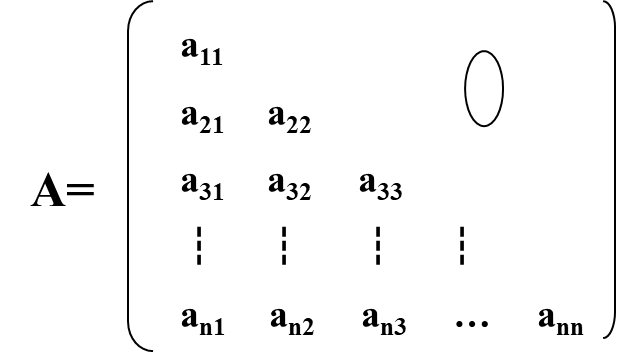 a11
a21 a22
A= a31 a32 a33
⋮ ⋮ ⋮ ⋮
an1 an2 an3 … ann